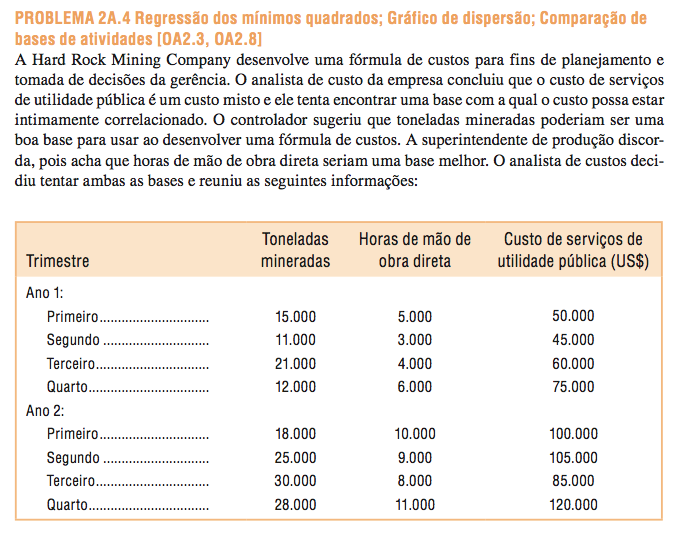 PROBLEMA 2A.4 Regressão dos mínimos quadrados; Gráfico de dispersão; Comparação de
bases de atividades [OA2.3, OA2.8]
A Hard Rock Mining Company desenvolve uma fórmula de custos para fins de planejamento e
tomada de decisões da gerência. O analista de custo da empresa concluiu que o custo de serviços
de utilidade pública é um custo misto e ele tenta encontrar uma base com a qual o custo possa estar
intimamente correlacionado. O controlador sugeriu que toneladas mineradas poderiam ser uma
boa base para usar ao desenvolver uma fórmula de custos. A superintendente de produção discor-
da, pois acha que horas de mão de obra direta seriam uma base melhor. O analista de custos deci-
diu tentar ambas as bases e reuniu as seguintes informações:
Toneladas Horas de mão de Custo de serviços de
Trimestre mineradas obra direta utilidade pública (US$)
Ano 1:
Primeiro............................ 15.000 5.000 50.000
Segundo ........................... 11.000 3.000 45.000
Terceiro............................ 21.000 4.000 60.000
Quarto............................... 12.000 6.000 75.000
Ano 2:
Primeiro............................ 18.000 10.000 100.000
Segundo ........................... 25.000 9.000 105.000
Terceiro............................ 30.000 8.000 85.000
Quarto............................... 28.000 11.000 120.000